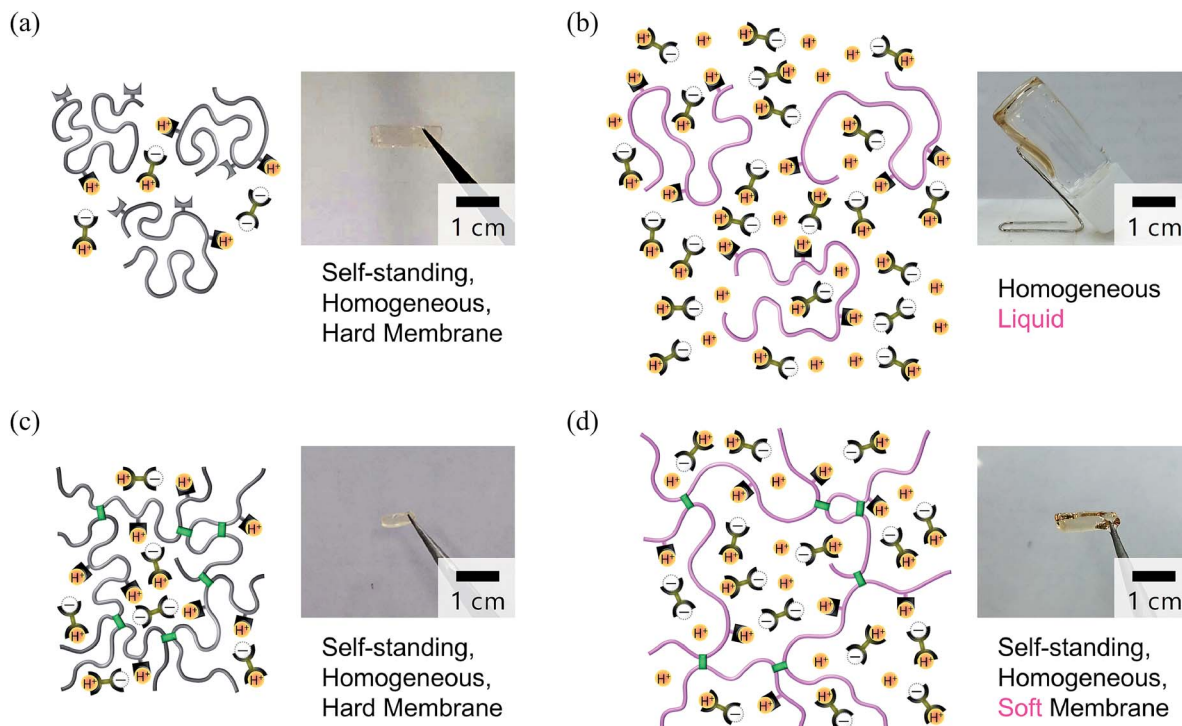 (a)
1 cm
Self-standing,
Homogeneous,
Hard Membrane
(b)
1 cm
Homogeneous
Liquid
(c)
1 cm
Self-standing,
Homogeneous,
Hard Membrane
(d)
1 cm
Self-standing,
Homogeneous,
Soft Membrane